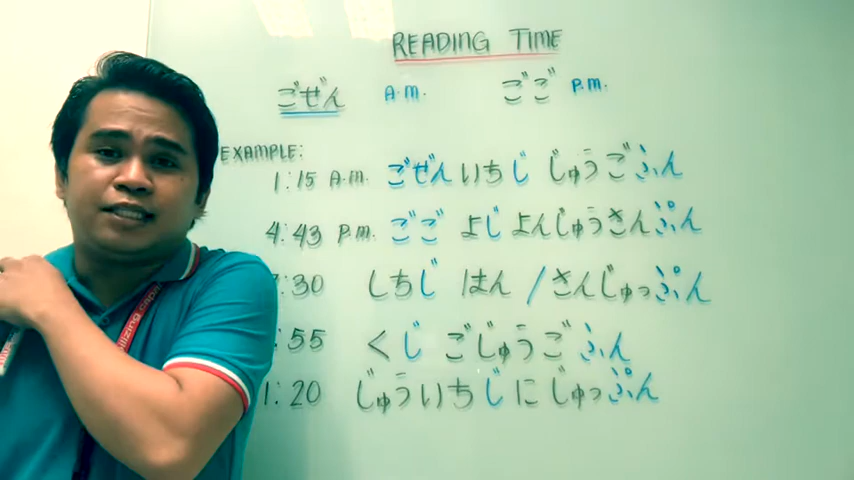 READING TIME
ごぜん A.M. ごご P.M.
EXAMPLE:
1:15 A.M. ごぜんいちじ じゅうごふん
4:43 P.M. ごご よじ よんじゅうさんぷん
:30 しちじ はん / さんじゅっぷん
:55 くじ ごじゅうごふん
1:20 じゅういちじ にじゅっぷん